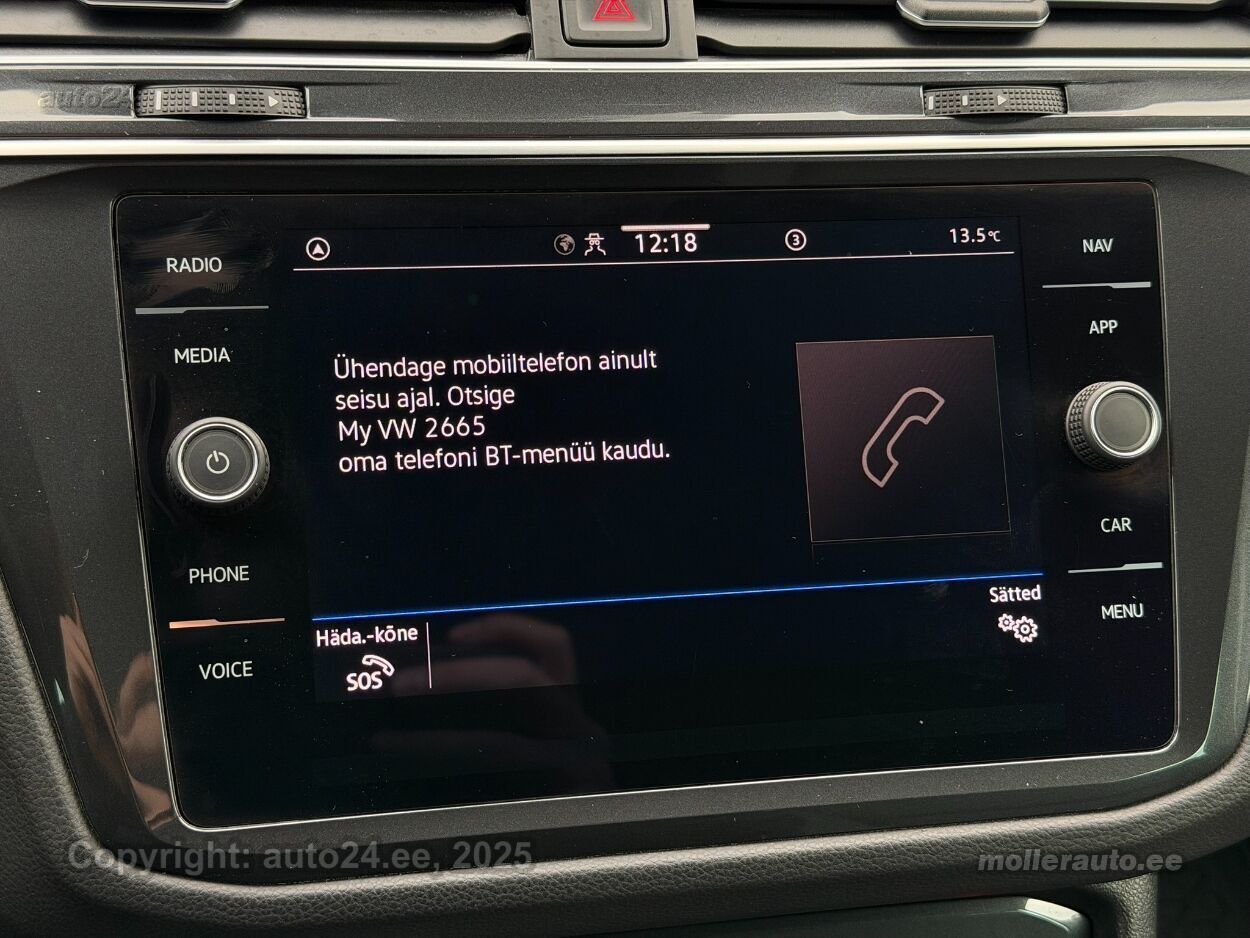 auto24
RADIO
MEDIA
PHONE
VOICE
12:18
3
13.5°C
Ühendage mobiiltelefon ainult
seisu ajal. Otsige
My VW 2665
oma telefoni BT-menüü kaudu.
Häda.-kõne
SOS
Sätted
NAV
APP
CAR
MENU
Copyright: auto24.ee, 2025
mollerauto.ee